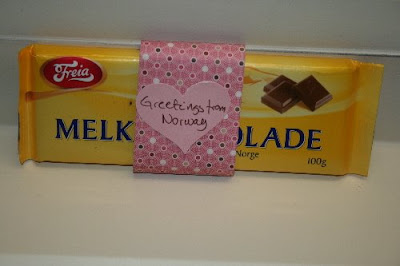 Freia
Greetings from
Norway
MELK OLADE
Norge
100g